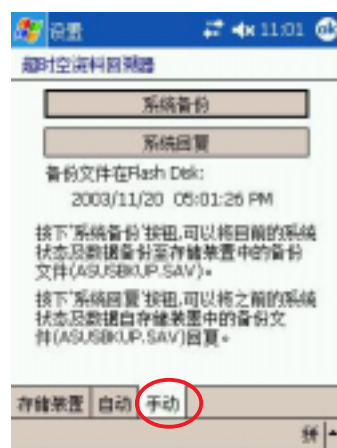 设置 11:01 ok
超时空资料回溯器
系统备份
系统回复
备份文件在Flash Disk:
2003/11/20 05:01:26 PM
按下'系统备份'按钮,可以将目前的系统
状态及数据备份至存储装置中的备份
文件(ASUSBKUP.SAV)。
按下'系统回复'按钮,可以将之前的系统
状态及数据自存储装置中的备份文
件(ASUSBKUP.SAV)回复。
存储装置 自动 手动
拼